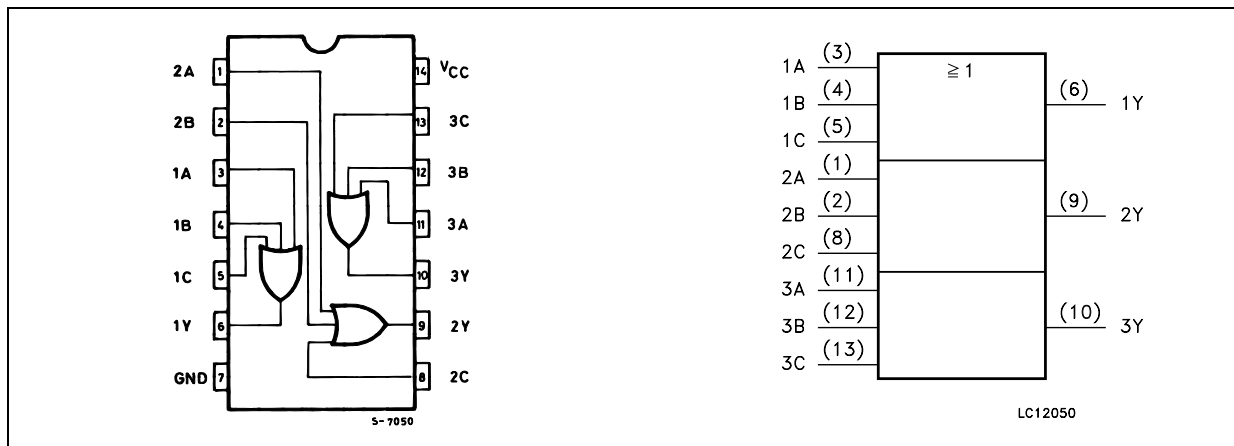 2A 1 14 VCC
2B 2 13 3C
1A 3 12 3B
1B 4 11 3A
1C 5 10 3Y
1Y 6 9 2Y
GND 7 8 2C
S-7050
≧1
1A (3)
1B (4) (6) 1Y
1C (5)
2A (1)
2B (2) (9) 2Y
2C (8)
3A (11)
3B (12) (10) 3Y
3C (13)
LC12050